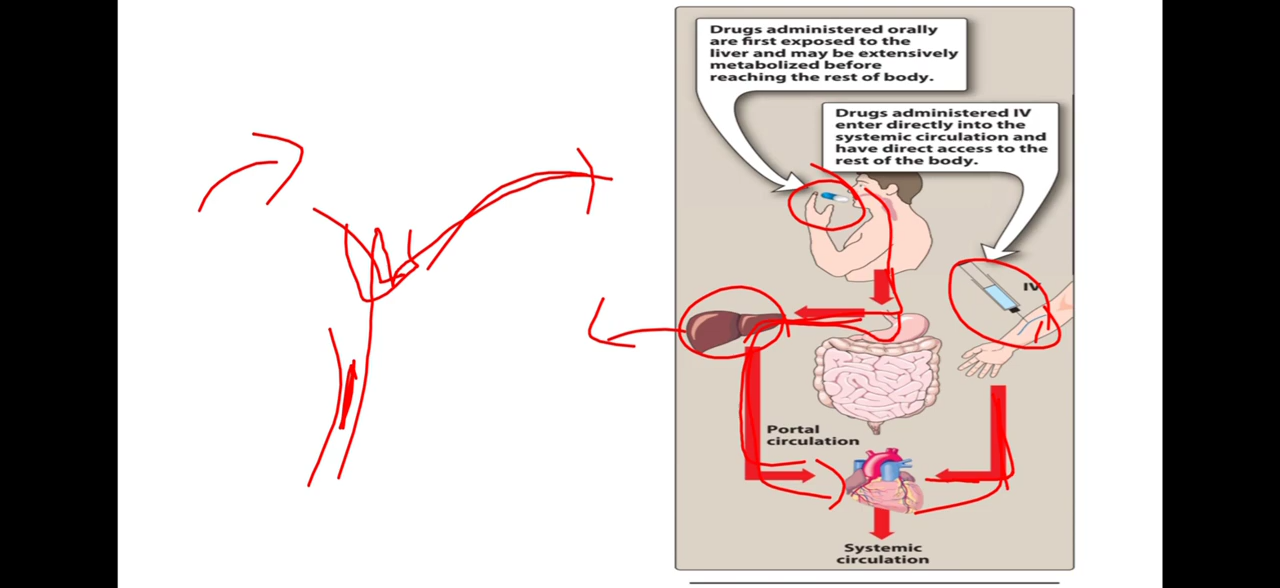 Drugs administered orally
are first exposed to the
liver and may be extensively
metabolized before
reaching the rest of body.
Drugs administered IV
enter directly into the
systemic circulation and
have direct access to the
rest of the body.
IV
Portal
circulation
Systemic
circulation